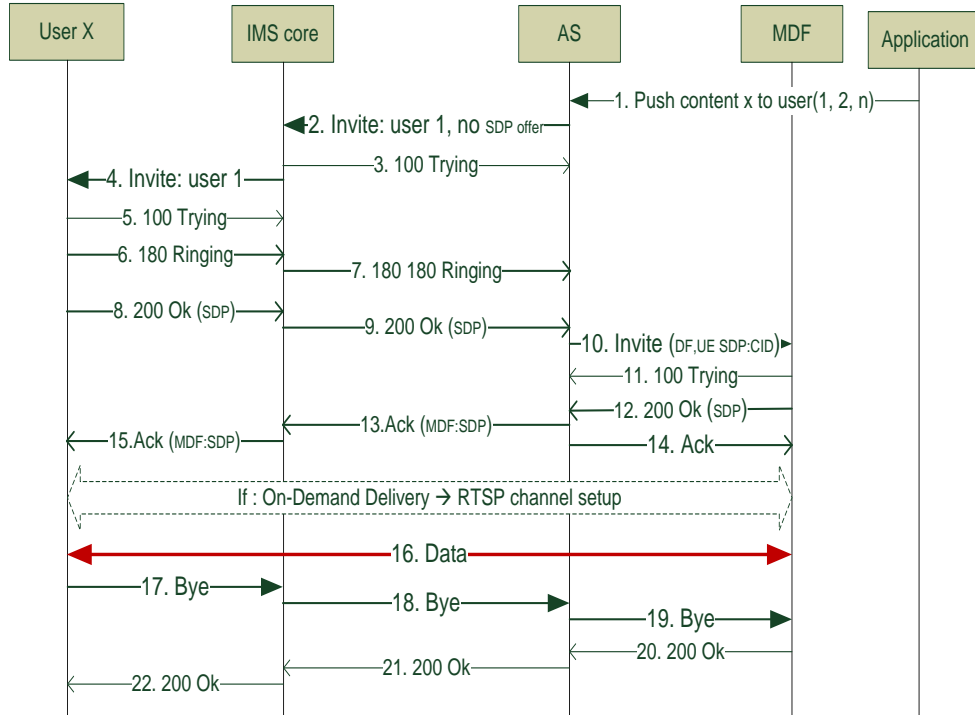 User X
IMS core
AS
MDF
Application
1. Push content x to user(1, 2, n)
2. Invite: user 1, no SDP offer
3. 100 Trying
4. Invite: user 1
5. 100 Trying
6. 180 Ringing
7. 180 180 Ringing
8. 200 Ok (SDP)
9. 200 Ok (SDP)
10. Invite (DF,UE SDP:CID)
11. 100 Trying
12. 200 Ok (SDP)
13.Ack (MDF:SDP)
14. Ack
15.Ack (MDF:SDP)
If : On-Demand Delivery → RTSP channel setup
16. Data
17. Bye
18. Bye
19. Bye
20. 200 Ok
21. 200 Ok
22. 200 Ok